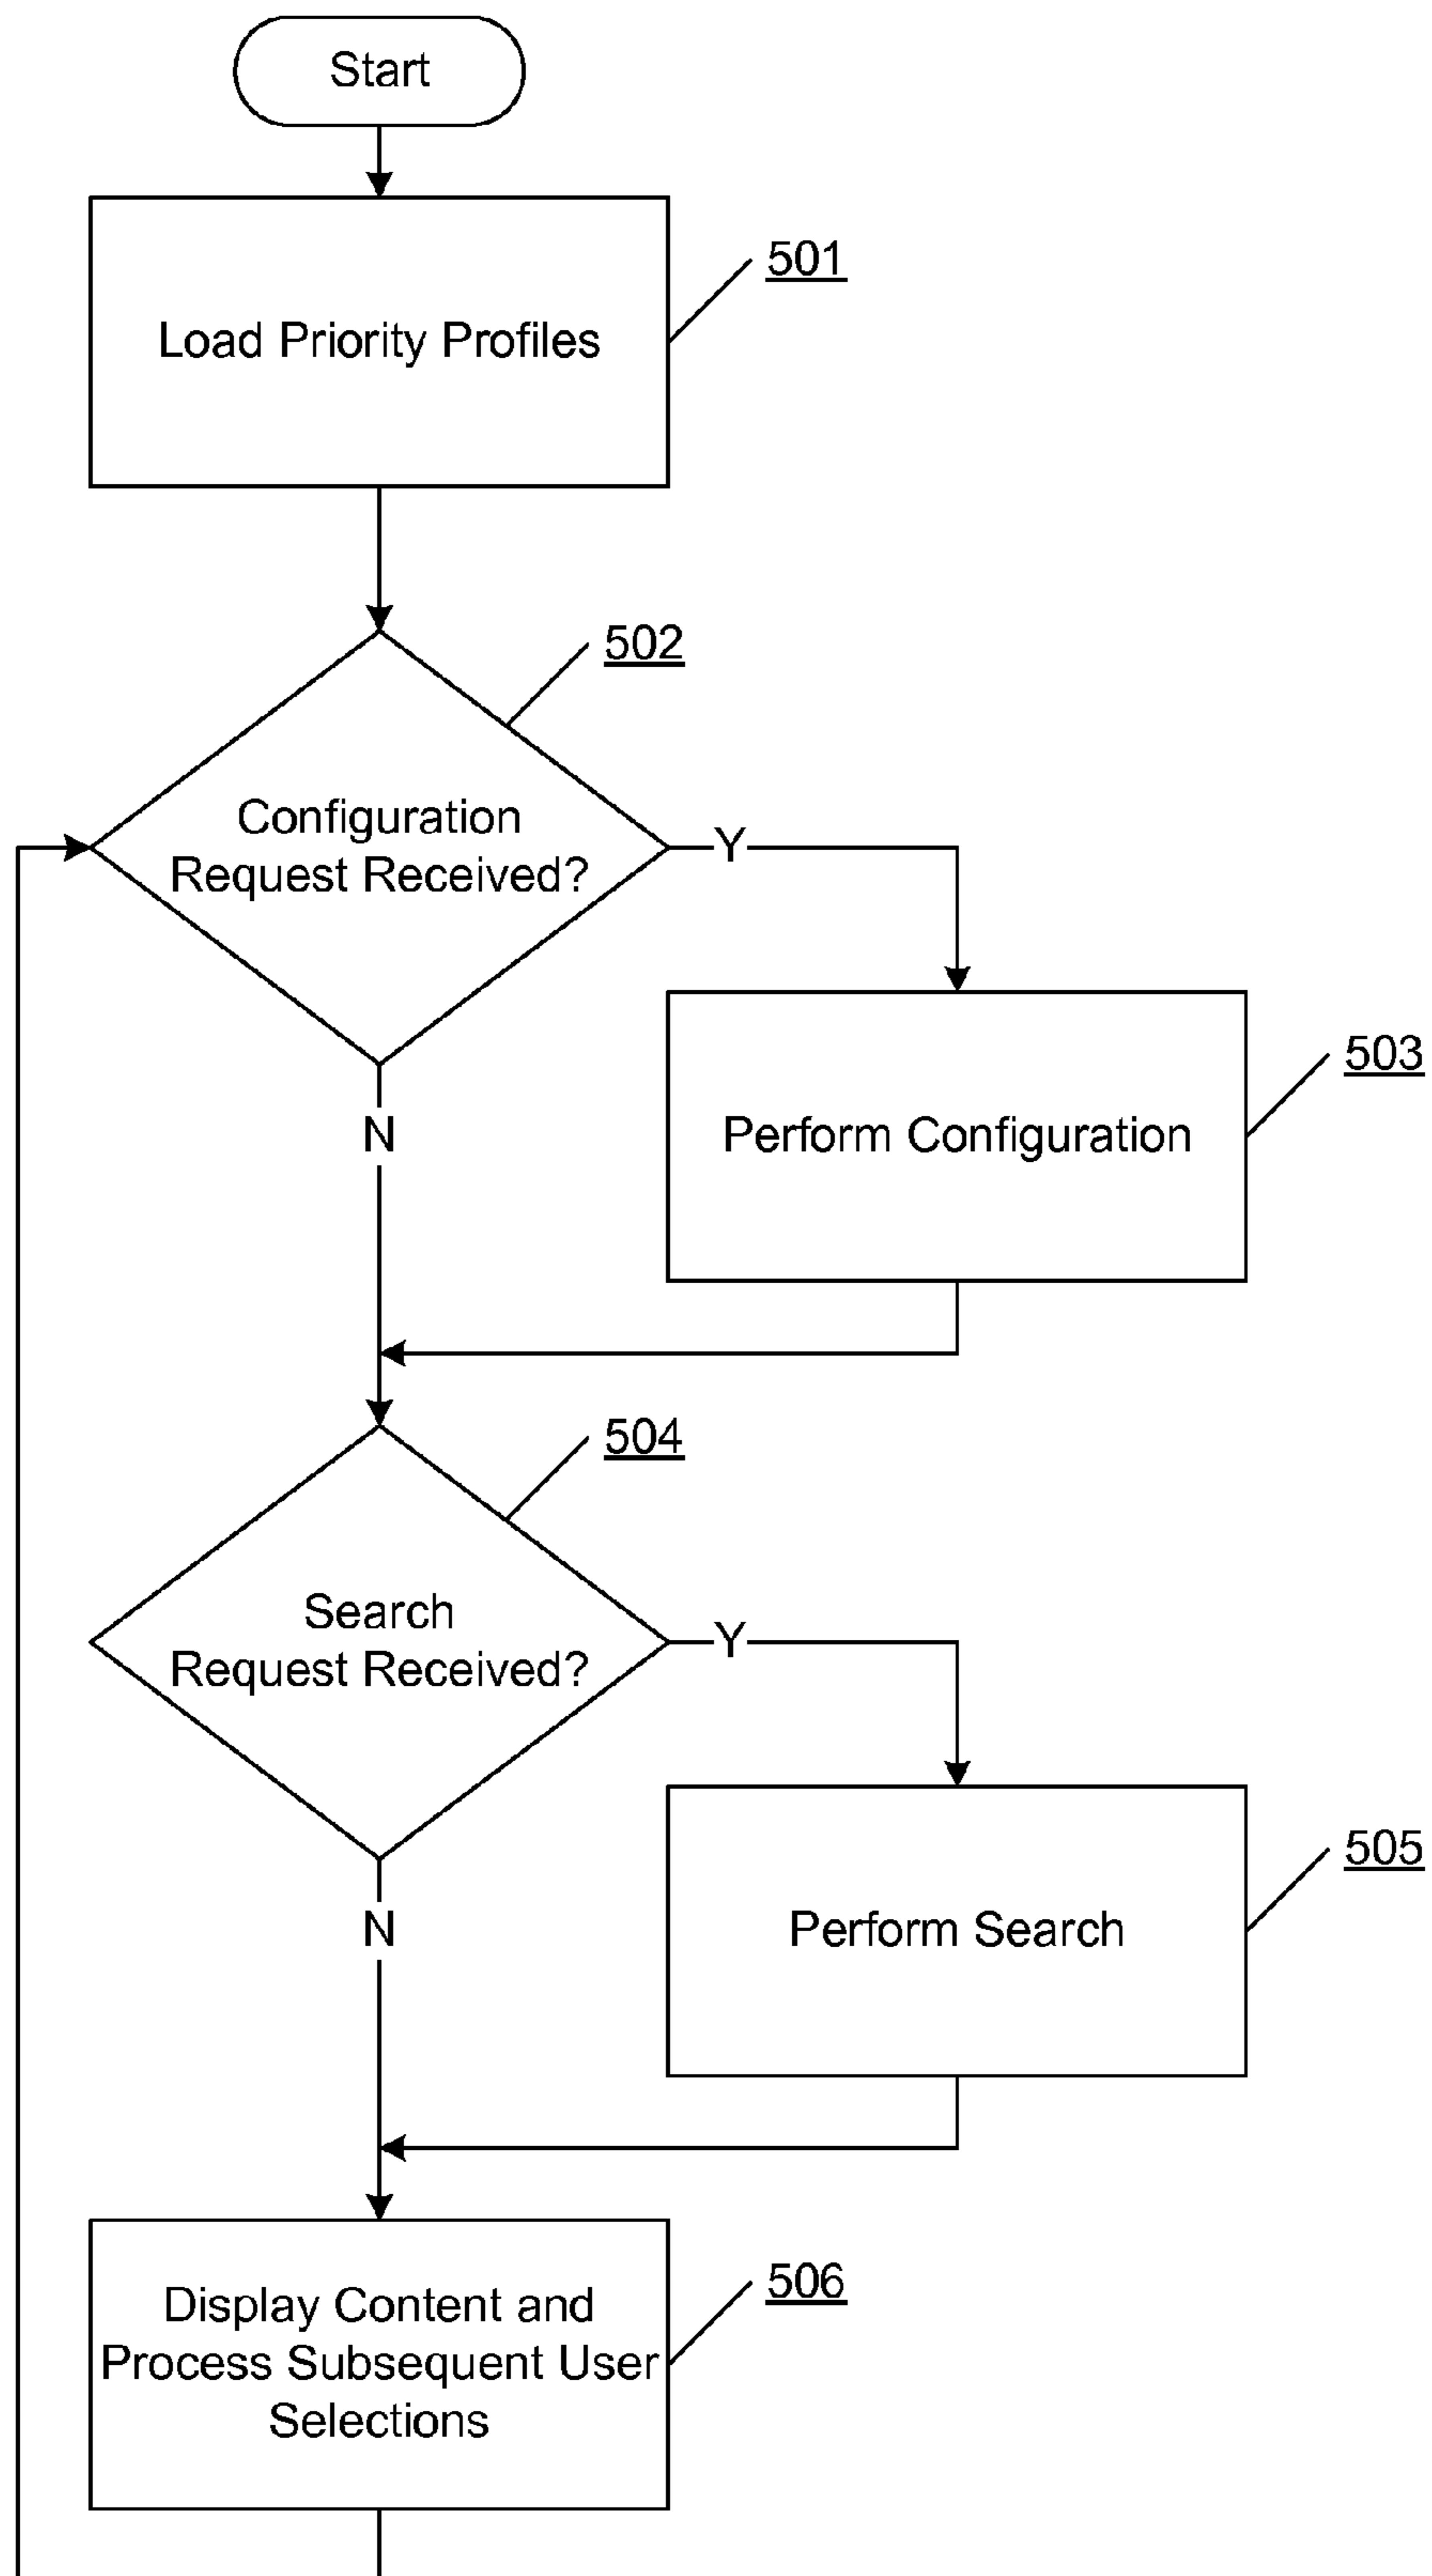 Start
501
Load Priority Profiles
502
Configuration
Request Received?
Y
503
Perform Configuration
N
504
Search
Request Received?
Y
505
Perform Search
N
506
Display Content and
Process Subsequent User
Selections